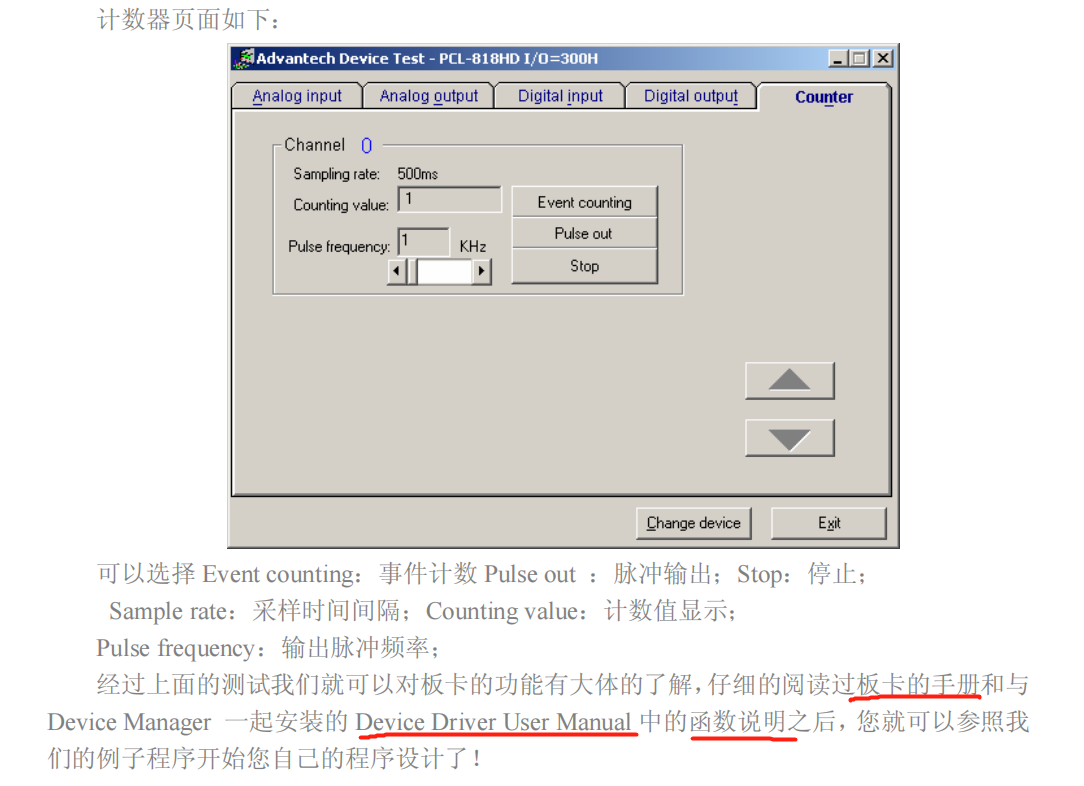 计数器页面如下：
Advantech Device Test - PCL-818HD I/O=300H
Analog input Analog output Digital input Digital output Counter
Channel 0
Sampling rate: 500ms
Counting value: 1
Event counting
Pulse out
Pulse frequency: 1 KHz
Stop
Change device Exit
可以选择 Event counting：事件计数 Pulse out ：脉冲输出；Stop：停止；
Sample rate：采样时间间隔；Counting value：计数值显示；
Pulse frequency：输出脉冲频率；
经过上面的测试我们就可以对板卡的功能有大体的了解，仔细的阅读过板卡的手册和与
Device Manager 一起安装的 Device Driver User Manual 中的函数说明之后，您就可以参照我
们的例子程序开始您自己的程序设计了！